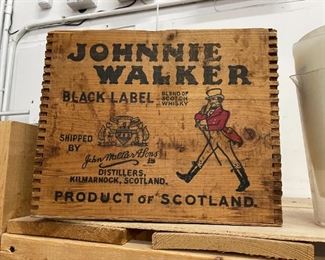 JOHNNIE
WALKER
BLACK LABEL BLEND OF
SCOTCH
WHISKY
SHIPPED
BY
John Walker & Sons
DISTILLERS,
KILMARNOCK, SCOTLAND.
PRODUCT OF SCOTLAND.